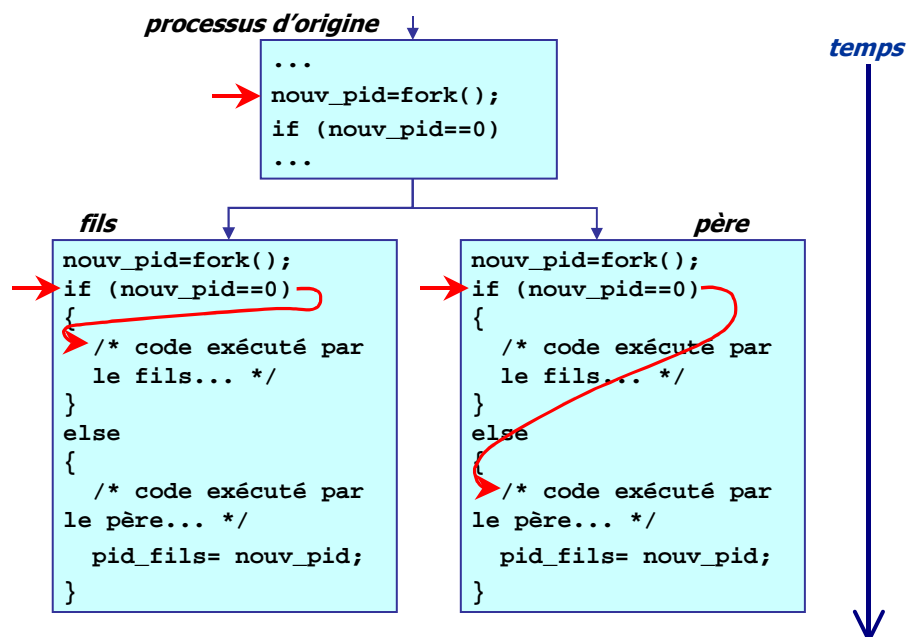 processus d'origine
temps
...
nouv_pid=fork();
if (nouv_pid==0)
...
fils
nouv_pid=fork();
if (nouv_pid==0)
{
/* code exécuté par
le fils... */
}
else
{
/* code exécuté par
le père... */
pid_fils= nouv_pid;
}
père
nouv_pid=fork();
if (nouv_pid==0)
{
/* code exécuté par
le fils... */
}
else
{
/* code exécuté par
le père... */
pid_fils= nouv_pid;
}